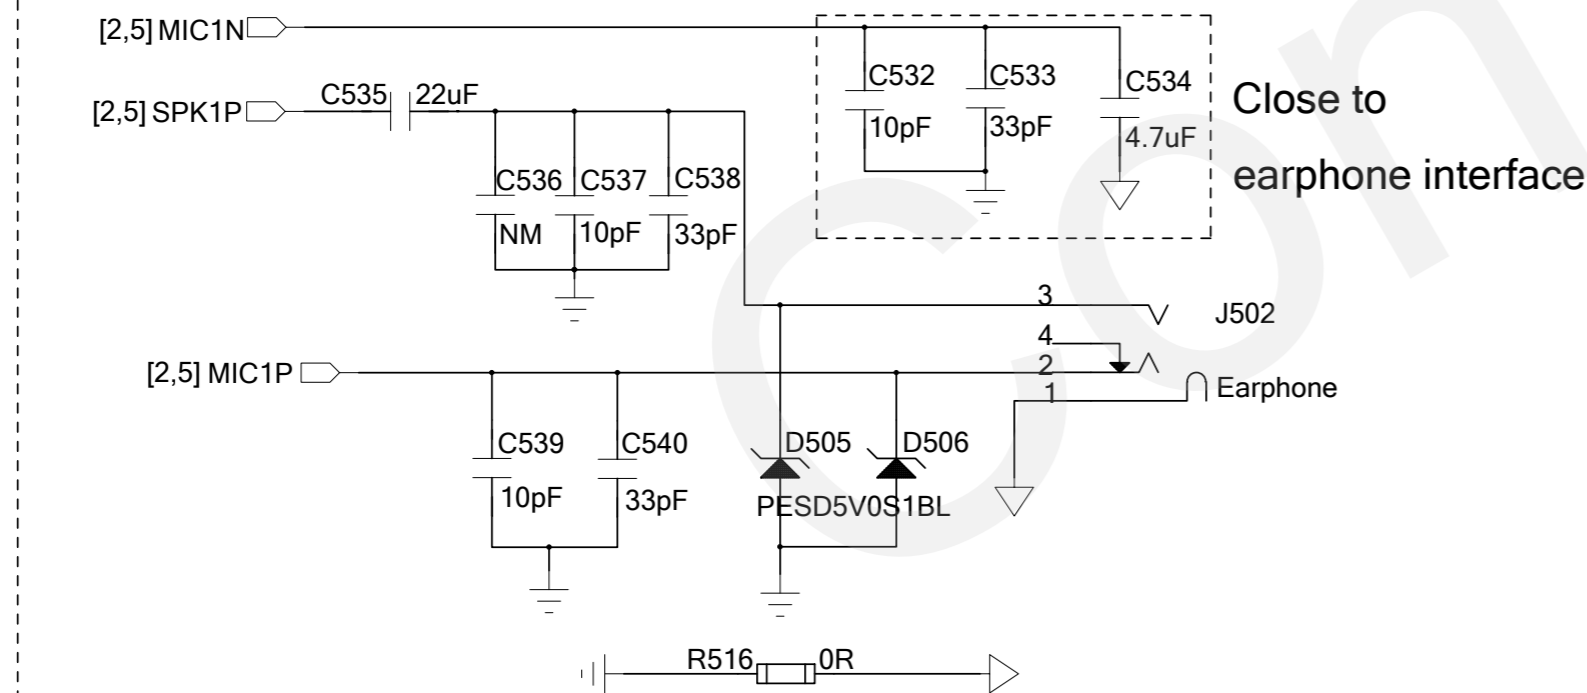 [2,5] MIC1N
[2,5] SPK1P
C535 22uF
C532
10pF
C533
33pF
C534
4.7uF
Close to
earphone interface
C536
NM
C537
10pF
C538
33pF
3
J502
4
2
1
Earphone
[2,5] MIC1P
C539
10pF
C540
33pF
D505 D506
PESD5V0S1BL
R516 0R
Con